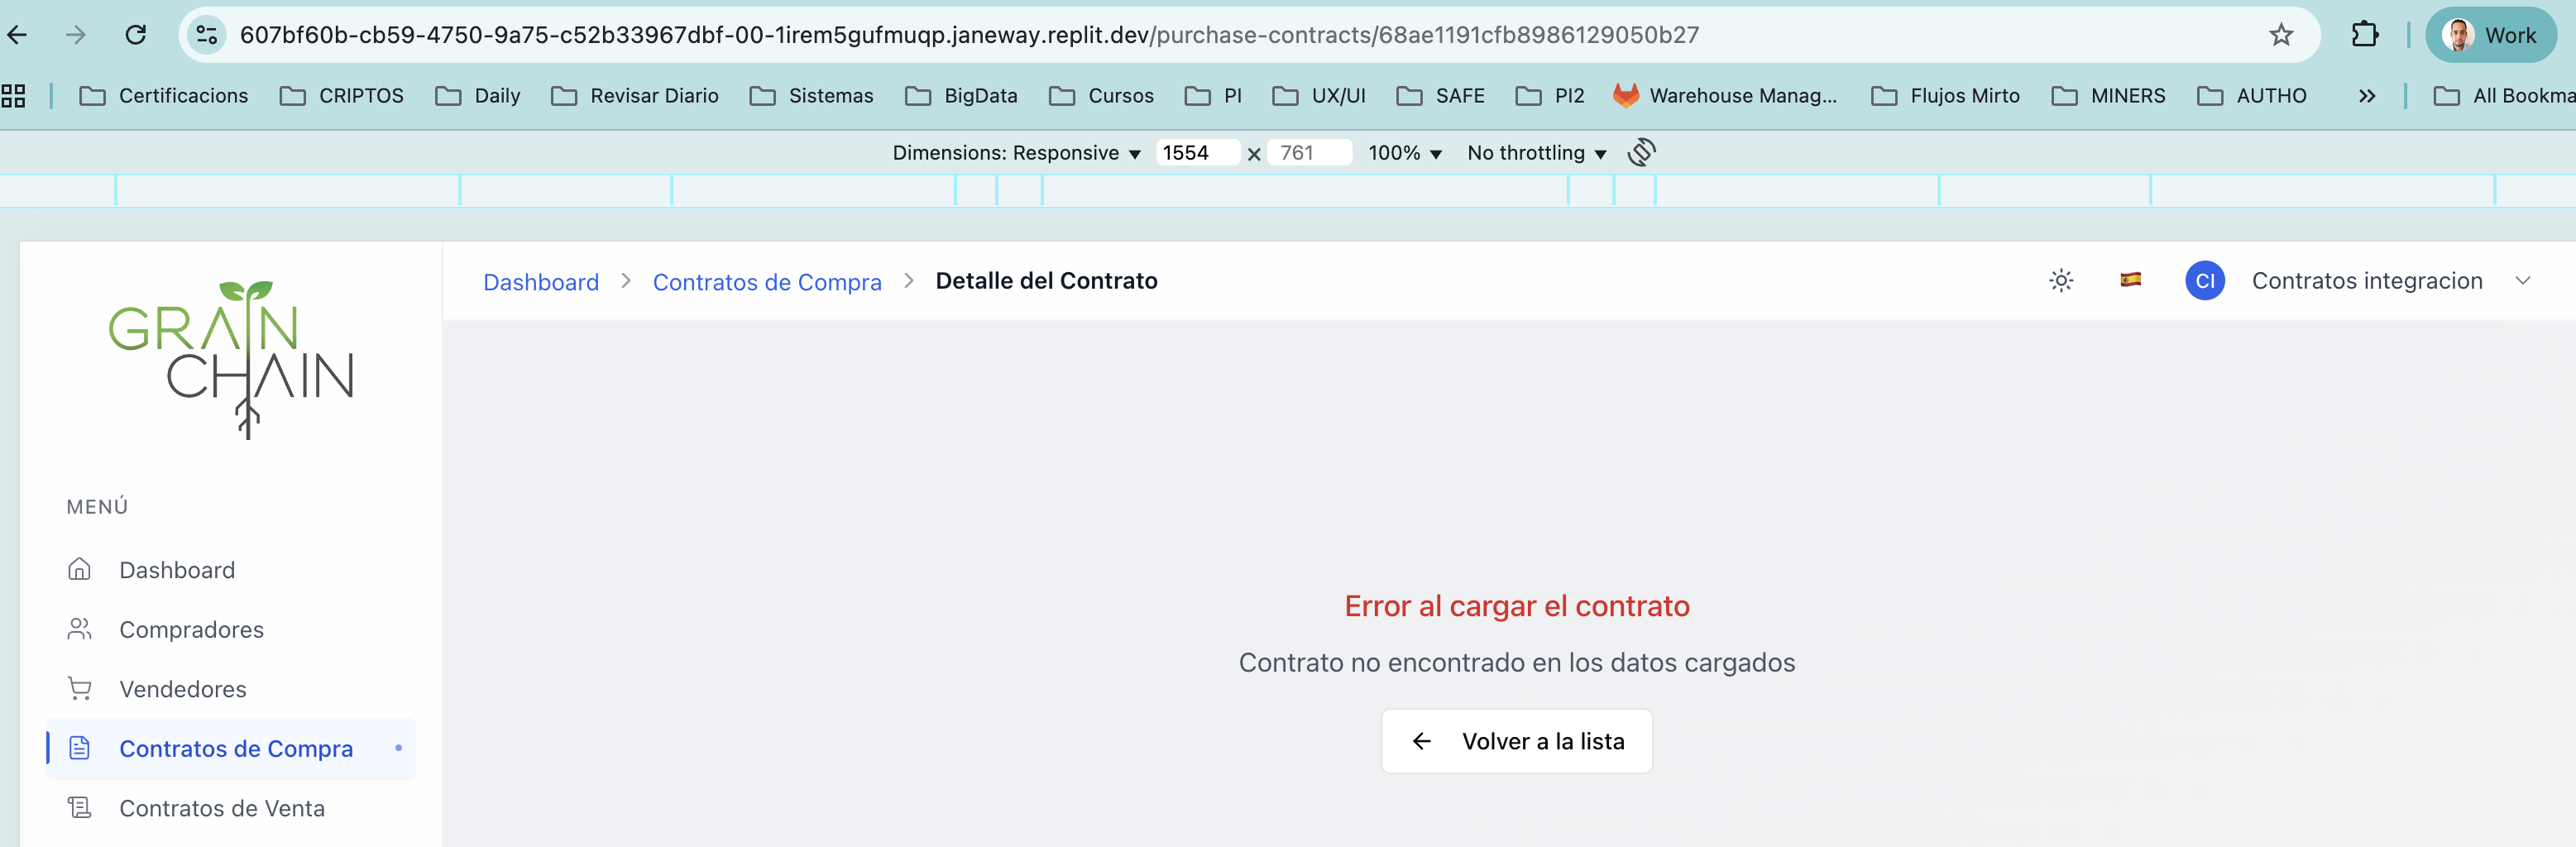 607bf60b-cb59-4750-9a75-c52b33967dbf-00-1irem5gufmuqp.janeway.replit.dev/purchase-contracts/68ae1191cfb8986129050b27
Work
Certificacions CRIPTOS Daily Revisar Diario Sistemas BigData Cursos PI UX/UI SAFE PI2 Warehouse Manag... Flujos Mirto MINERS AUTHO All Bookma
Dimensions: Responsive 1554 x 761 100% No throttling
GRAIN
CHAIN
Dashboard > Contratos de Compra > Detalle del Contrato
CI Contratos integracion
MENÚ
Dashboard
Compradores
Vendedores
Contratos de Compra
Contratos de Venta
Error al cargar el contrato
Contrato no encontrado en los datos cargados
Volver a la lista